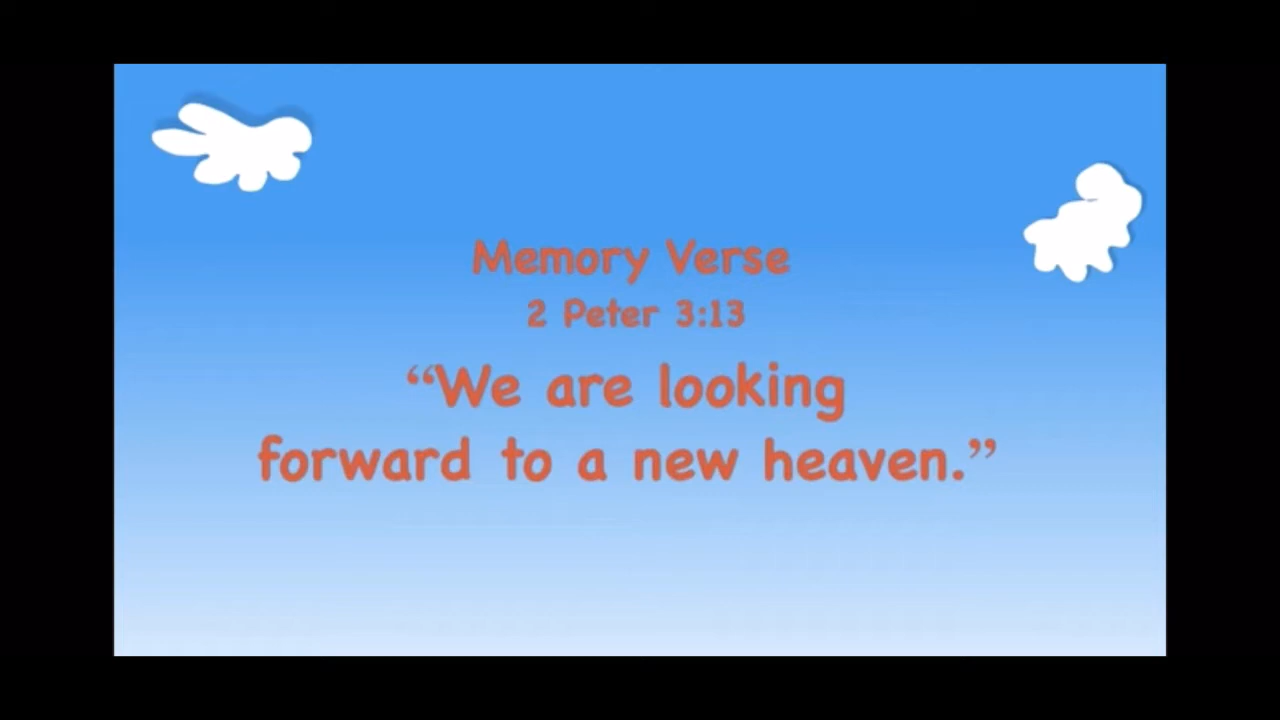 Memory Verse
2 Peter 3:13
“We are looking
forward to a new heaven.”